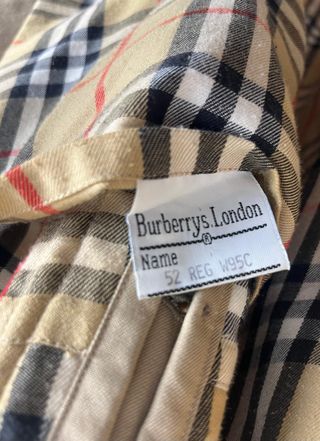 Burberrys.London
®
Name
52 REG W95C